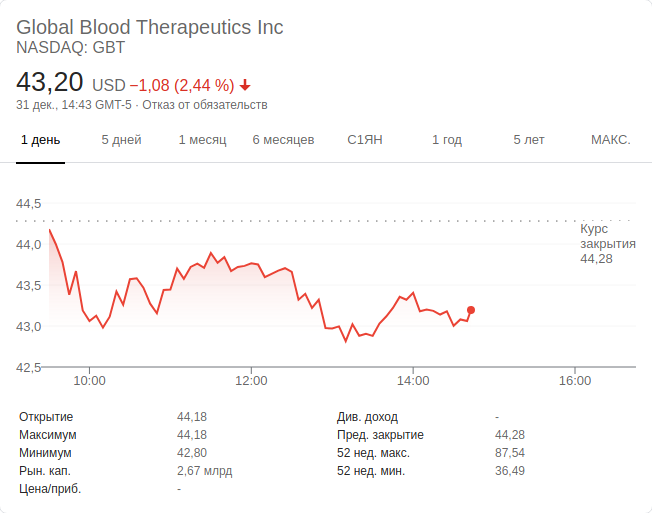 Global Blood Therapeutics Inc
NASDAQ: GBT
43,20 USD −1,08 (2,44 %)
31 дек., 14:43 GMT-5 · Отказ от обязательств
1 день 5 дней 1 месяц 6 месяцев С1ЯН 1 год 5 лет МАКС.
44,5
Курс
закрытия
44,28
44,0
43,5
43,0
42,5
10:00 12:00 14:00 16:00
Открытие 44,18 Див. доход -
Максимум 44,18 Пред. закрытие 44,28
Минимум 42,80 52 нед. макс. 87,54
Рын. кап. 2,67 млрд 52 нед. мин. 36,49
Цена/приб. -